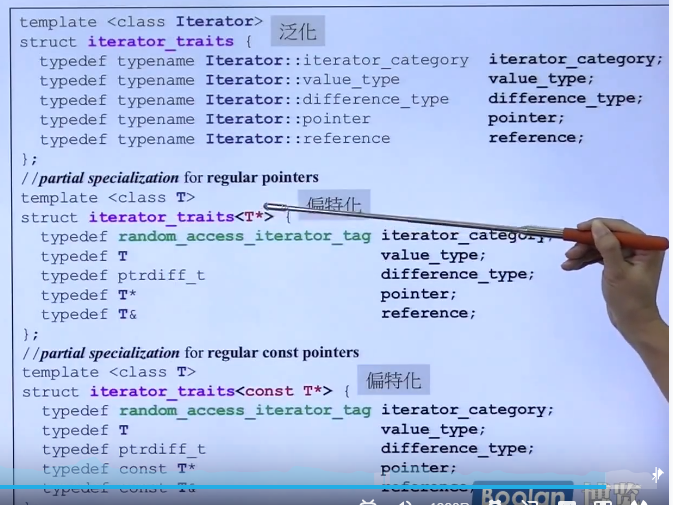 template <class Iterator>
struct iterator_traits { 泛化
typedef typename Iterator::iterator_category iterator_category;
typedef typename Iterator::value_type value_type;
typedef typename Iterator::difference_type difference_type;
typedef typename Iterator::pointer pointer;
typedef typename Iterator::reference reference;
};
//partial specialization for regular pointers
template <class T>
struct iterator_traits<T*> { 偏特化
typedef random_access_iterator_tag iterator_category;
typedef T value_type;
typedef ptrdiff_t difference_type;
typedef T* pointer;
typedef T& reference;
};
//partial specialization for regular const pointers
template <class T>
struct iterator_traits<const T*> { 偏特化
typedef random_access_iterator_tag iterator_category;
typedef T value_type;
typedef ptrdiff_t difference_type;
typedef const T* pointer;
typedef const T& reference;
Boolan 博览